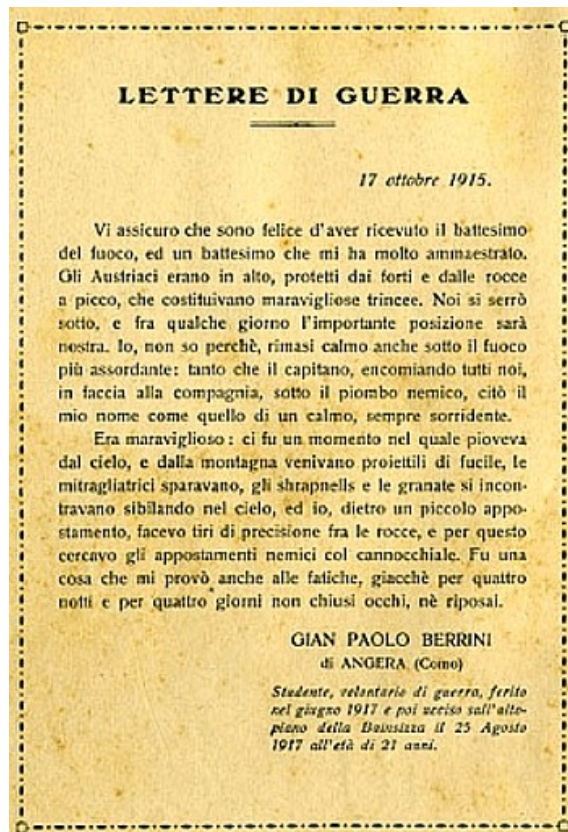 LETTERE DI GUERRA
17 ottobre 1915.
Vi assicuro che sono felice d'aver ricevuto il battesimo
del fuoco, ed un battesimo che mi ha molto ammaestrato.
Gli Austriaci erano in alto, protetti dai forti e dalle rocce
a picco, che costituivano maravigliose trincee. Noi si serrò
sotto, e fra qualche giorno l'importante posizione sarà
nostra. Io, non so perchè, rimasi calmo anche sotto il fuoco
più assordante: tanto che il capitano, encomiando tutti noi,
in faccia alla compagnia, sotto il piombo nemico, citò il
mio nome come quello di un calmo, sempre sorridente.
Era maraviglioso: ci fu un momento nel quale pioveva
dal cielo, e dalla montagna venivano proiettili di fucile, le
mitragliatrici sparavano, gli shrapnells e le granate si incon-
travano sibilando nel cielo, ed io, dietro un piccolo appo-
stamento, facevo tiri di precisione fra le rocce, e per questo
cercavo gli appostamenti nemici col cannocchiale. Fu una
cosa che mi provò anche alle fatiche, giacchè per quattro
notti e per quattro giorni non chiusi occhi, nè riposai.
GIAN PAOLO BERRINI
di ANGERA (Como)
Studente, volontario di guerra, ferito
nel giugno 1917 e poi ucciso sull'alto-
piano della Bainsizza il 25 Agosto
1917 all'età di 21 anni.